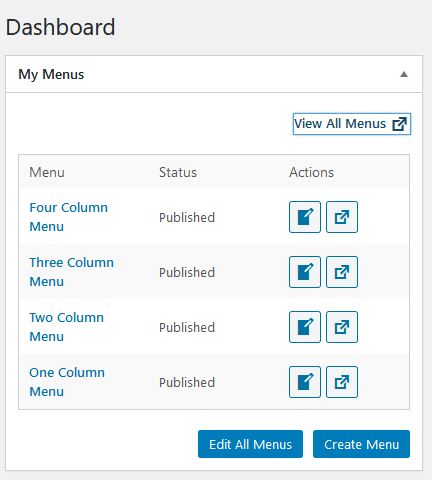 Dashboard
My Menus
View All Menus
Menu Status Actions
Four Column
Menu
Published
Three Column
Menu
Published
Two Column
Menu
Published
One Column
Menu
Published
Edit All Menus Create Menu